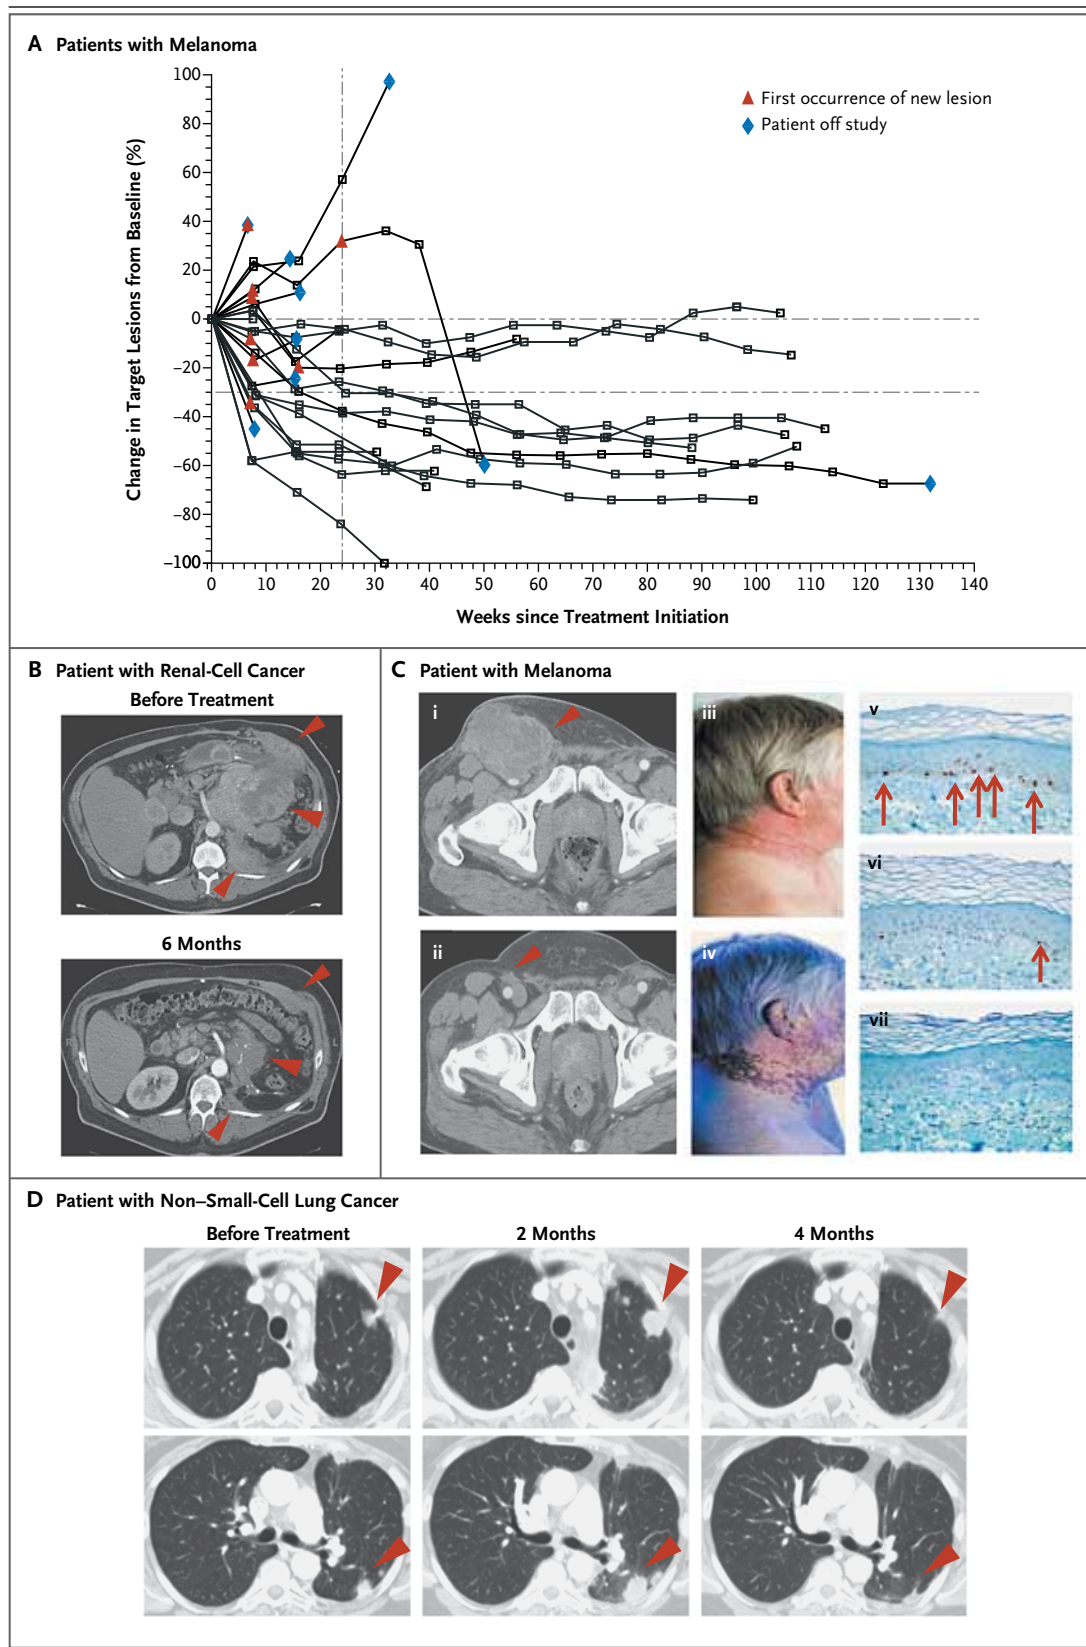 A Patients with Melanoma
Change in Target Lesions from Baseline (%)
100
80
60
40
20
0
−20
−40
−60
−80
−100
First occurrence of new lesion
Patient off study
0 10 20 30 40 50 60 70 80 90 100 110 120 130 140
Weeks since Treatment Initiation
B Patient with Renal-Cell Cancer
Before Treatment
6 Months
R L
C Patient with Melanoma
i
ii
iii
iv
v
vi
vii
D Patient with Non–Small-Cell Lung Cancer
Before Treatment 2 Months 4 Months